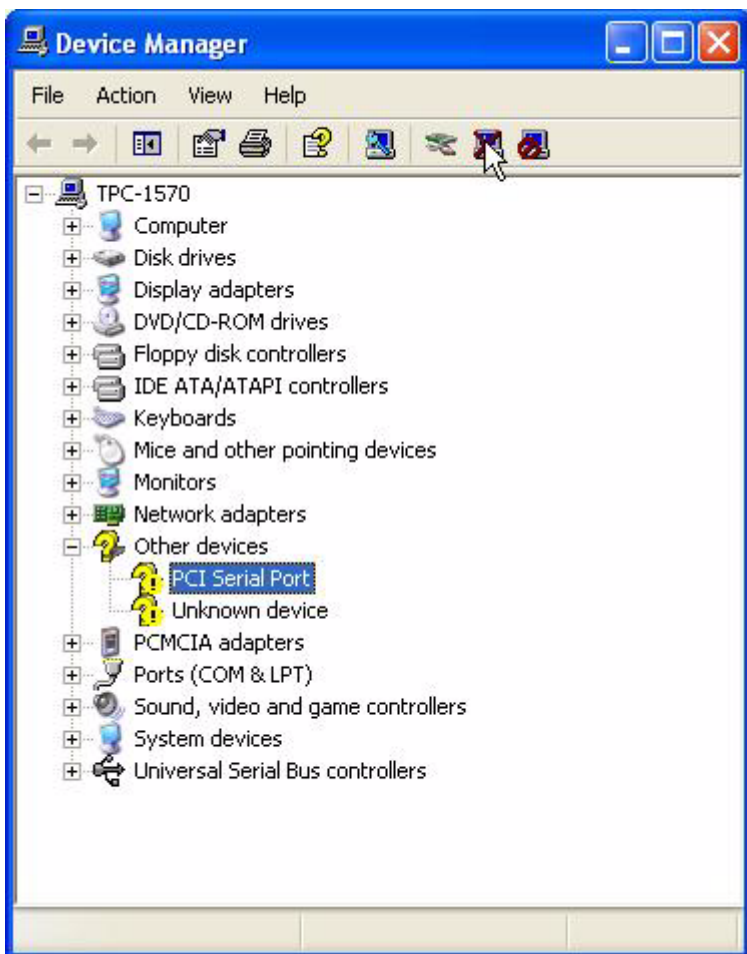 Device Manager
File Action View Help
TPC-1570
Computer
Disk drives
Display adapters
DVD/CD-ROM drives
Floppy disk controllers
IDE ATA/ATAPI controllers
Keyboards
Mice and other pointing devices
Monitors
Network adapters
Other devices
PCI Serial Port
Unknown device
PCMCIA adapters
Ports (COM & LPT)
Sound, video and game controllers
System devices
Universal Serial Bus controllers